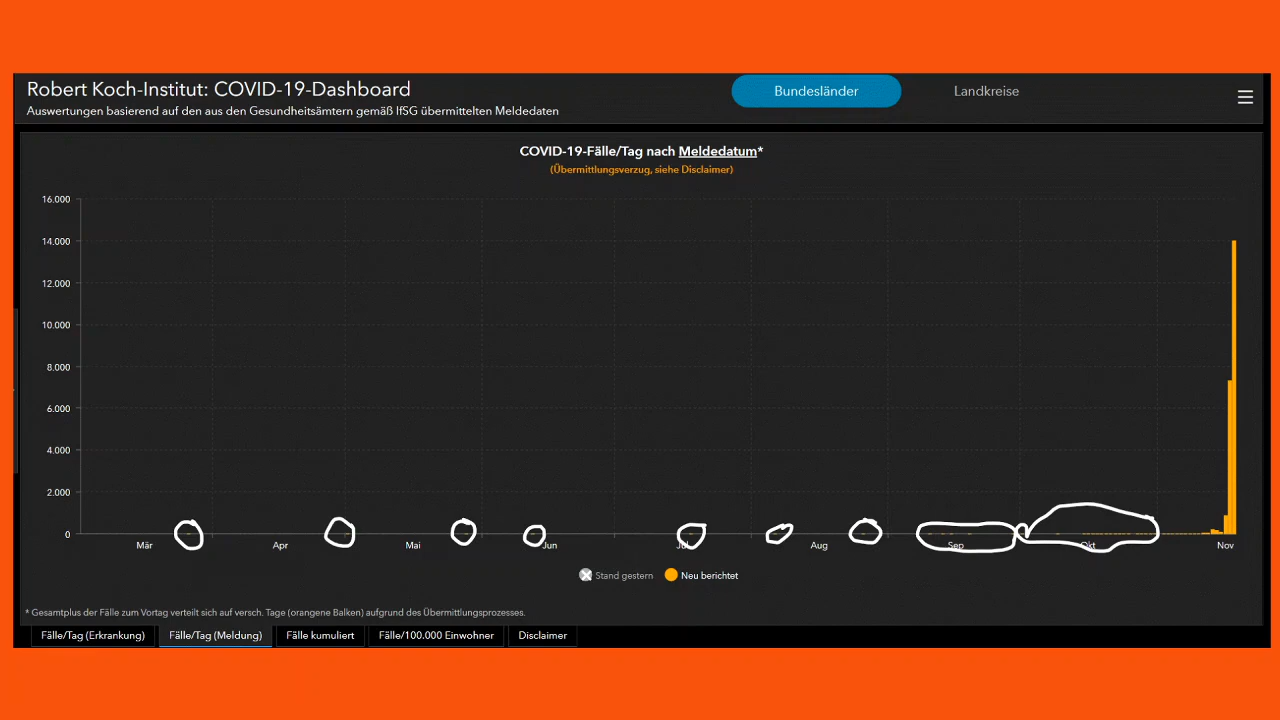 Robert Koch-Institut: COVID-19-Dashboard
Auswertungen basierend auf den aus den Gesundheitsämtern gemäß IfSG übermittelten Meldedaten
Bundesländer
Landkreise
COVID-19-Fälle/Tag nach Meldedatum*
(Übermittlungsverzug, siehe Disclaimer)
16.000
14.000
12.000
10.000
8.000
6.000
4.000
2.000
0
Mär Apr Mai Jun Jul Aug Sep Okt Nov
Stand gestern Neu berichtet
* Gesamtplus der Fälle zum Vortag verteilt sich auf versch. Tage (orangene Balken) aufgrund des Übermittlungsprozesses.
Fälle/Tag (Erkrankung) Fälle/Tag (Meldung) Fälle kumuliert Fälle/100.000 Einwohner Disclaimer